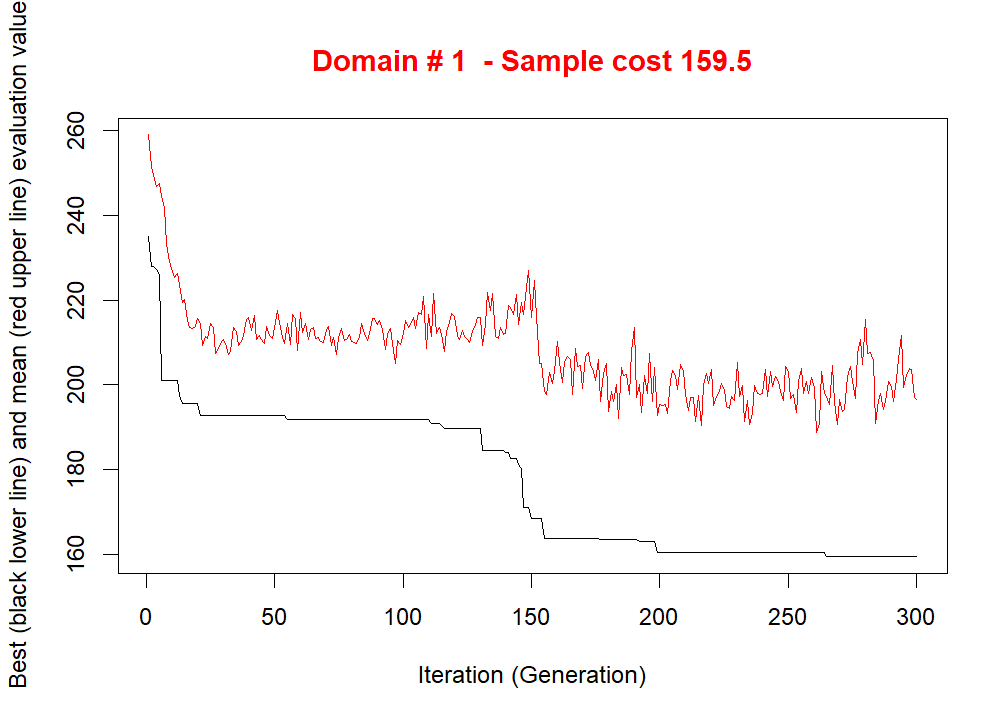 Domain # 1  - Sample cost 159.5
Best (black lower line) and mean (red upper line) evaluation value
260
240
220
200
180
160
0 50 100 150 200 250 300
Iteration (Generation)